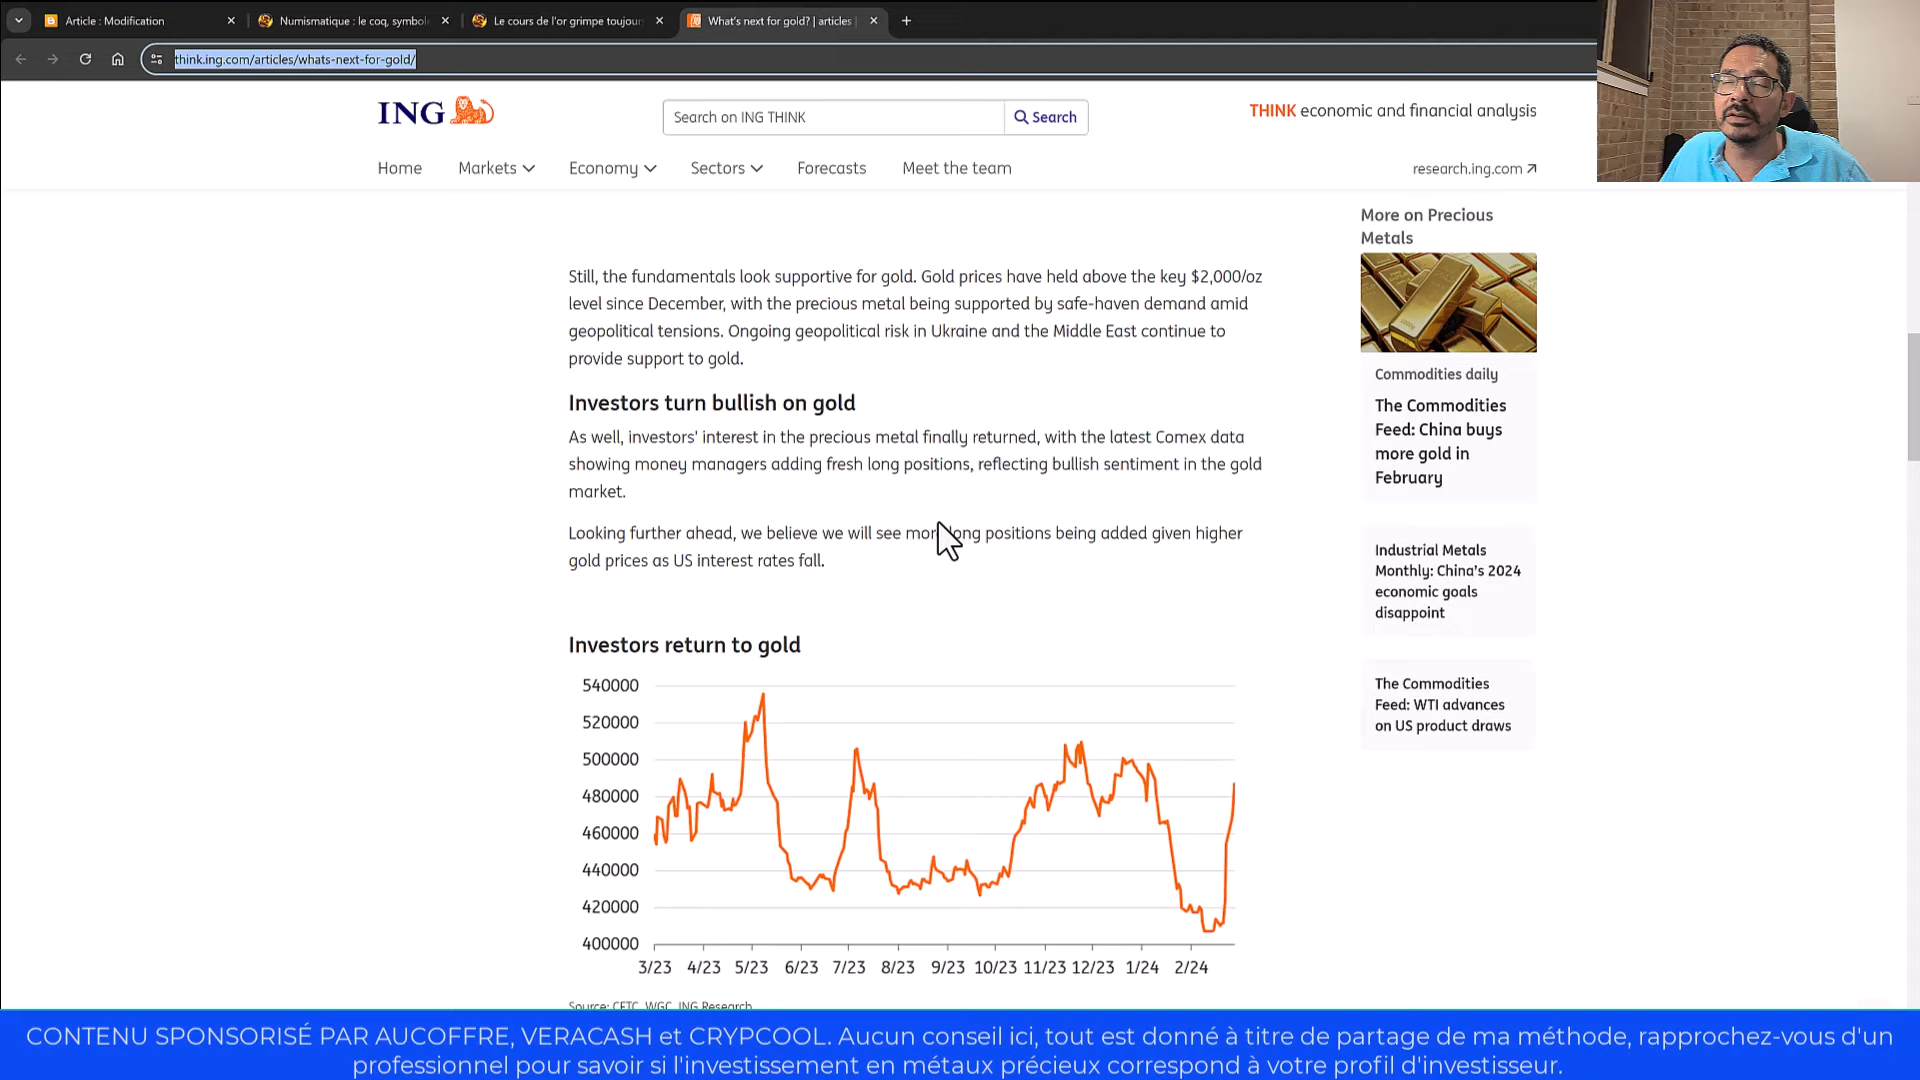 Article : Modification
Numismatique : le coq, symbol
Le cours de l'or grimpe toujour
What's next for gold? | articles |
think.ing.com/articles/whats-next-for-gold/
ING
Search on ING THINK
Search
THINK economic and financial analysis
Home
Markets
Economy
Sectors
Forecasts
Meet the team
research.ing.com
Still, the fundamentals look supportive for gold. Gold prices have held above the key $2,000/oz
level since December, with the precious metal being supported by safe-haven demand amid
geopolitical tensions. Ongoing geopolitical risk in Ukraine and the Middle East continue to
provide support to gold.
Investors turn bullish on gold
As well, investors' interest in the precious metal finally returned, with the latest Comex data
showing money managers adding fresh long positions, reflecting bullish sentiment in the gold
market.
Looking further ahead, we believe we will see more long positions being added given higher
gold prices as US interest rates fall.
Investors return to gold
540000
520000
500000
480000
460000
440000
420000
400000
3/23 4/23 5/23 6/23 7/23 8/23 9/23 10/23 11/23 12/23 1/24 2/24
Source: CFTC, WGC, ING Research
More on Precious
Metals
Commodities daily
The Commodities
Feed: China buys
more gold in
February
Industrial Metals
Monthly: China's 2024
economic goals
disappoint
The Commodities
Feed: WTI advances
on US product draws
CONTENU SPONSORISÉ PAR AUCOFFRE, VERACASH et CRYPCOOL. Aucun conseil ici, tout est donné à titre de partage de ma méthode, rapprochez-vous d'un
professionnel pour savoir si l'investissement en métaux précieux correspond à votre profil d'investisseur.